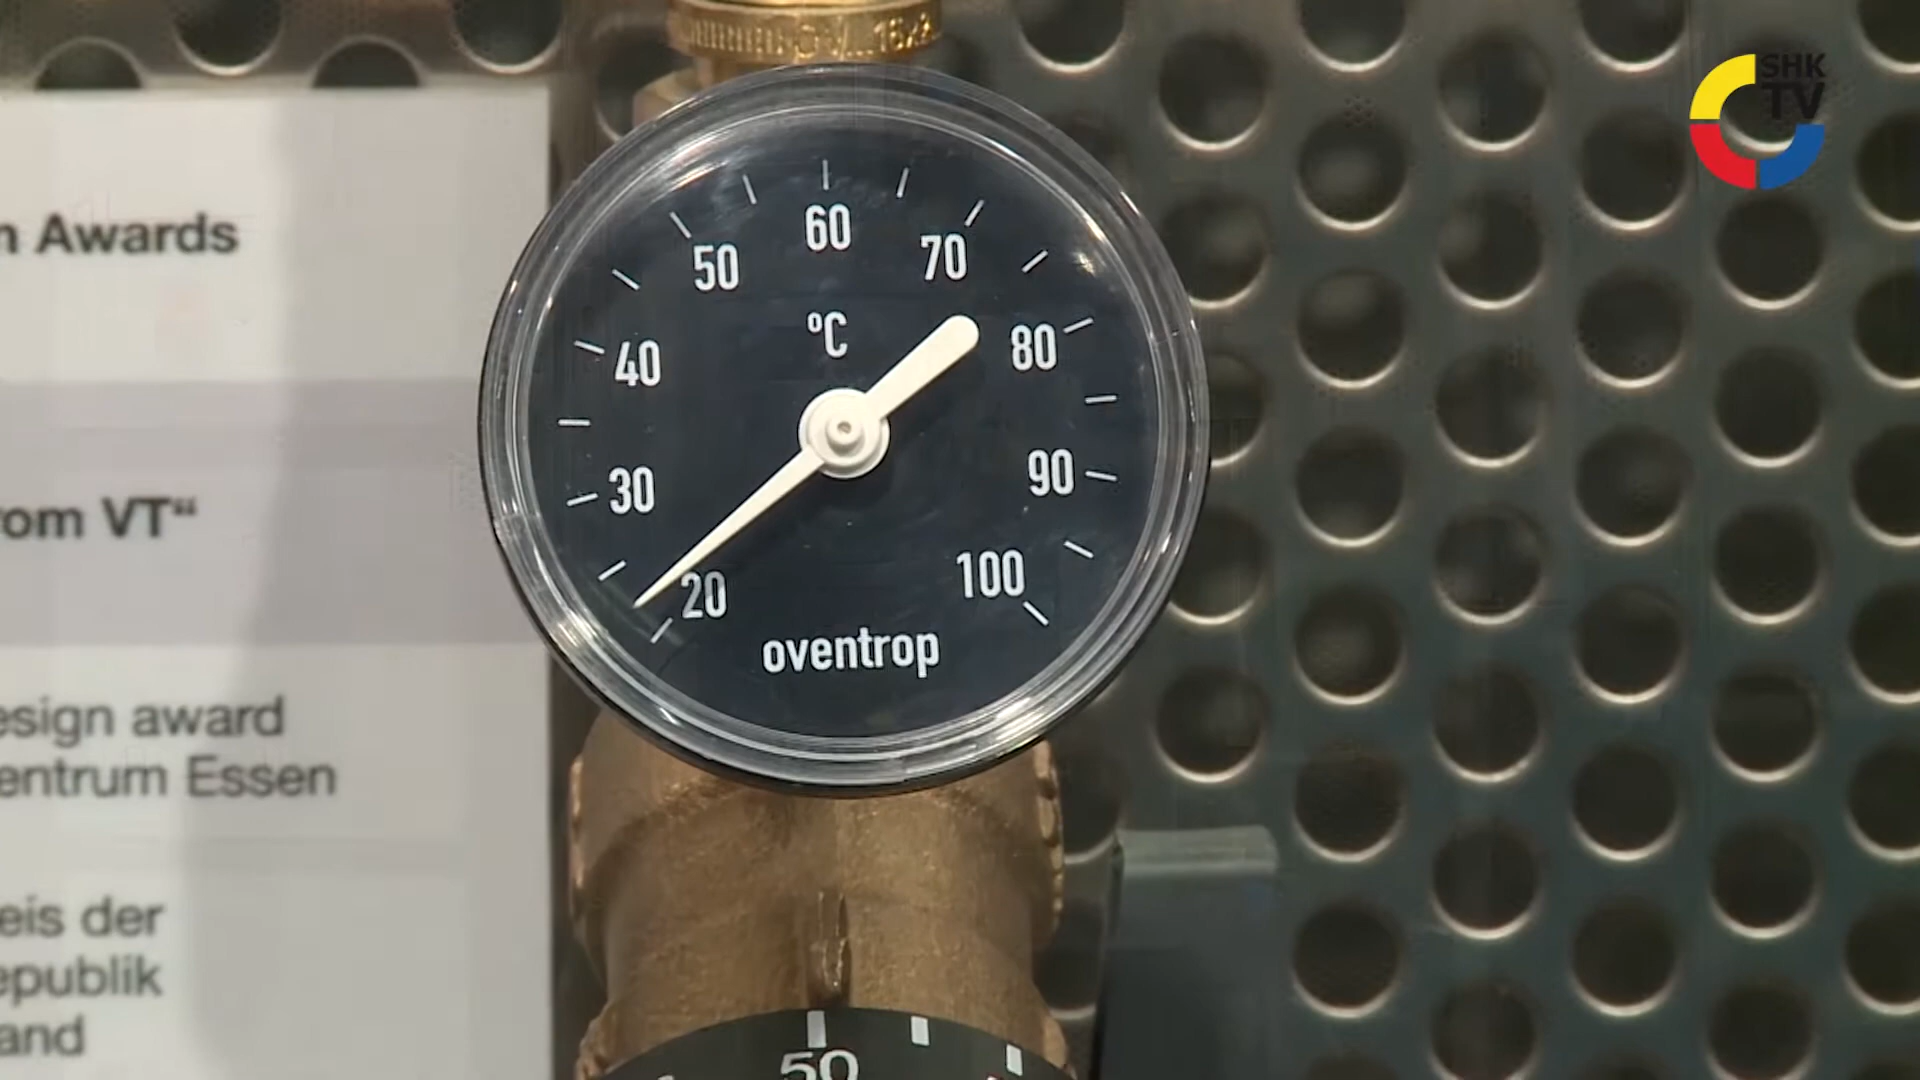 SHK
TV
n Awards
rom VT“
esign award
entrum Essen
eis der
epublik
and
60
50
70
°C
40
80
30
90
20
100
oventrop
50